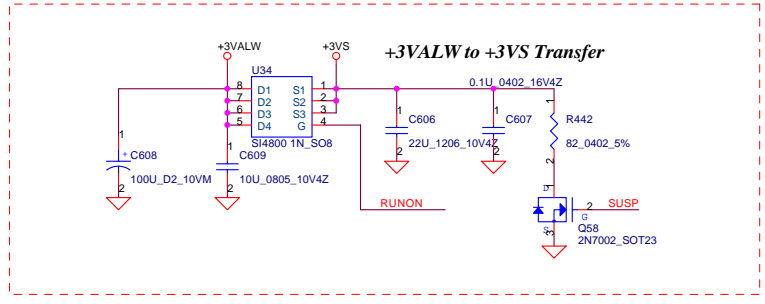 +3VALW to +3VS Transfer
+3VALW
+3VS
U34
8 D1 S1 1
7 D2 S2 2
6 D3 S3 3
5 D4 G 4
SI4800 1N_SO8
1
+
C608
2
100U_D2_10VM
1
C609
2
10U_0805_10V4Z
RUNON
1
C606
2
22U_1206_10V4Z
0.1U_0402_16V4Z
1
C607
2
1
R442
82_0402_5%
2
1
D
2
G
SUSP
S
3
Q58
2N7002_SOT23